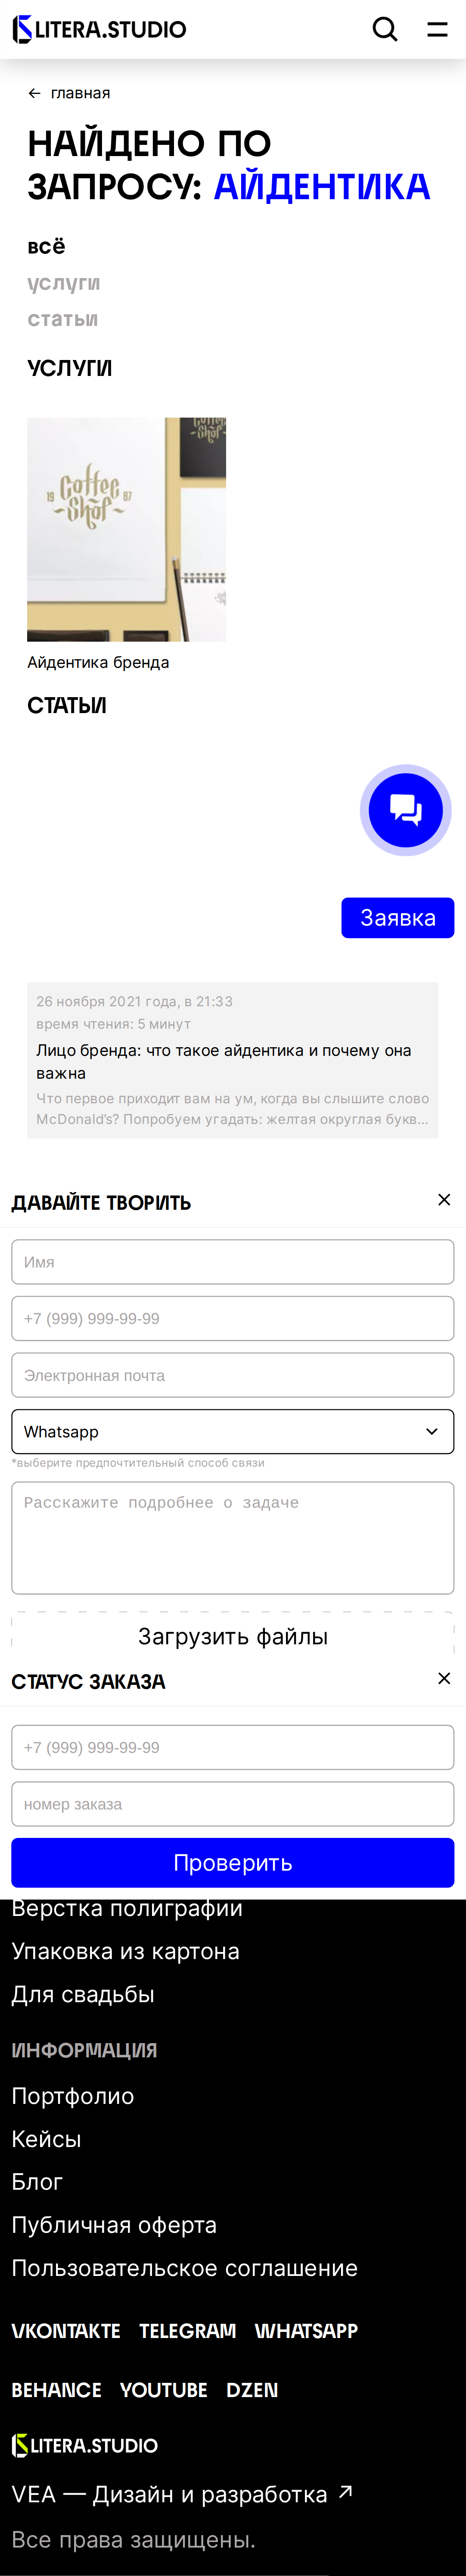 LITERA.STUDIO
← главная
НАЙДЕНО ПО
ЗАПРОСУ: АЙДЕНТИКА
всё
услуги
статьи
УСЛУГИ
19 Coffee Shop 87
Айдентика бренда
СТАТЬИ
Заявка
26 ноября 2021 года, в 21:33
время чтения: 5 минут
Лицо бренда: что такое айдентика и почему она
важна
Что первое приходит вам на ум, когда вы слышите слово
McDonald’s? Попробуем угадать: желтая округлая букв...
ДАВАЙТЕ ТВОРИТЬ
Имя
+7 (999) 999-99-99
Электронная почта
Whatsapp
*выберите предпочтительный способ связи
Расскажите подробнее о задаче
Загрузить файлы
СТАТУС ЗАКАЗА
+7 (999) 999-99-99
номер заказа
Проверить
Верстка полиграфии
Упаковка из картона
Для свадьбы
ИНФОРМАЦИЯ
Портфолио
Кейсы
Блог
Публичная оферта
Пользовательское соглашение
VKONTAKTE TELEGRAM WHATSAPP
BEHANCE YOUTUBE DZEN
LITERA.STUDIO
VEA — Дизайн и разработка ↗
Все права защищены.